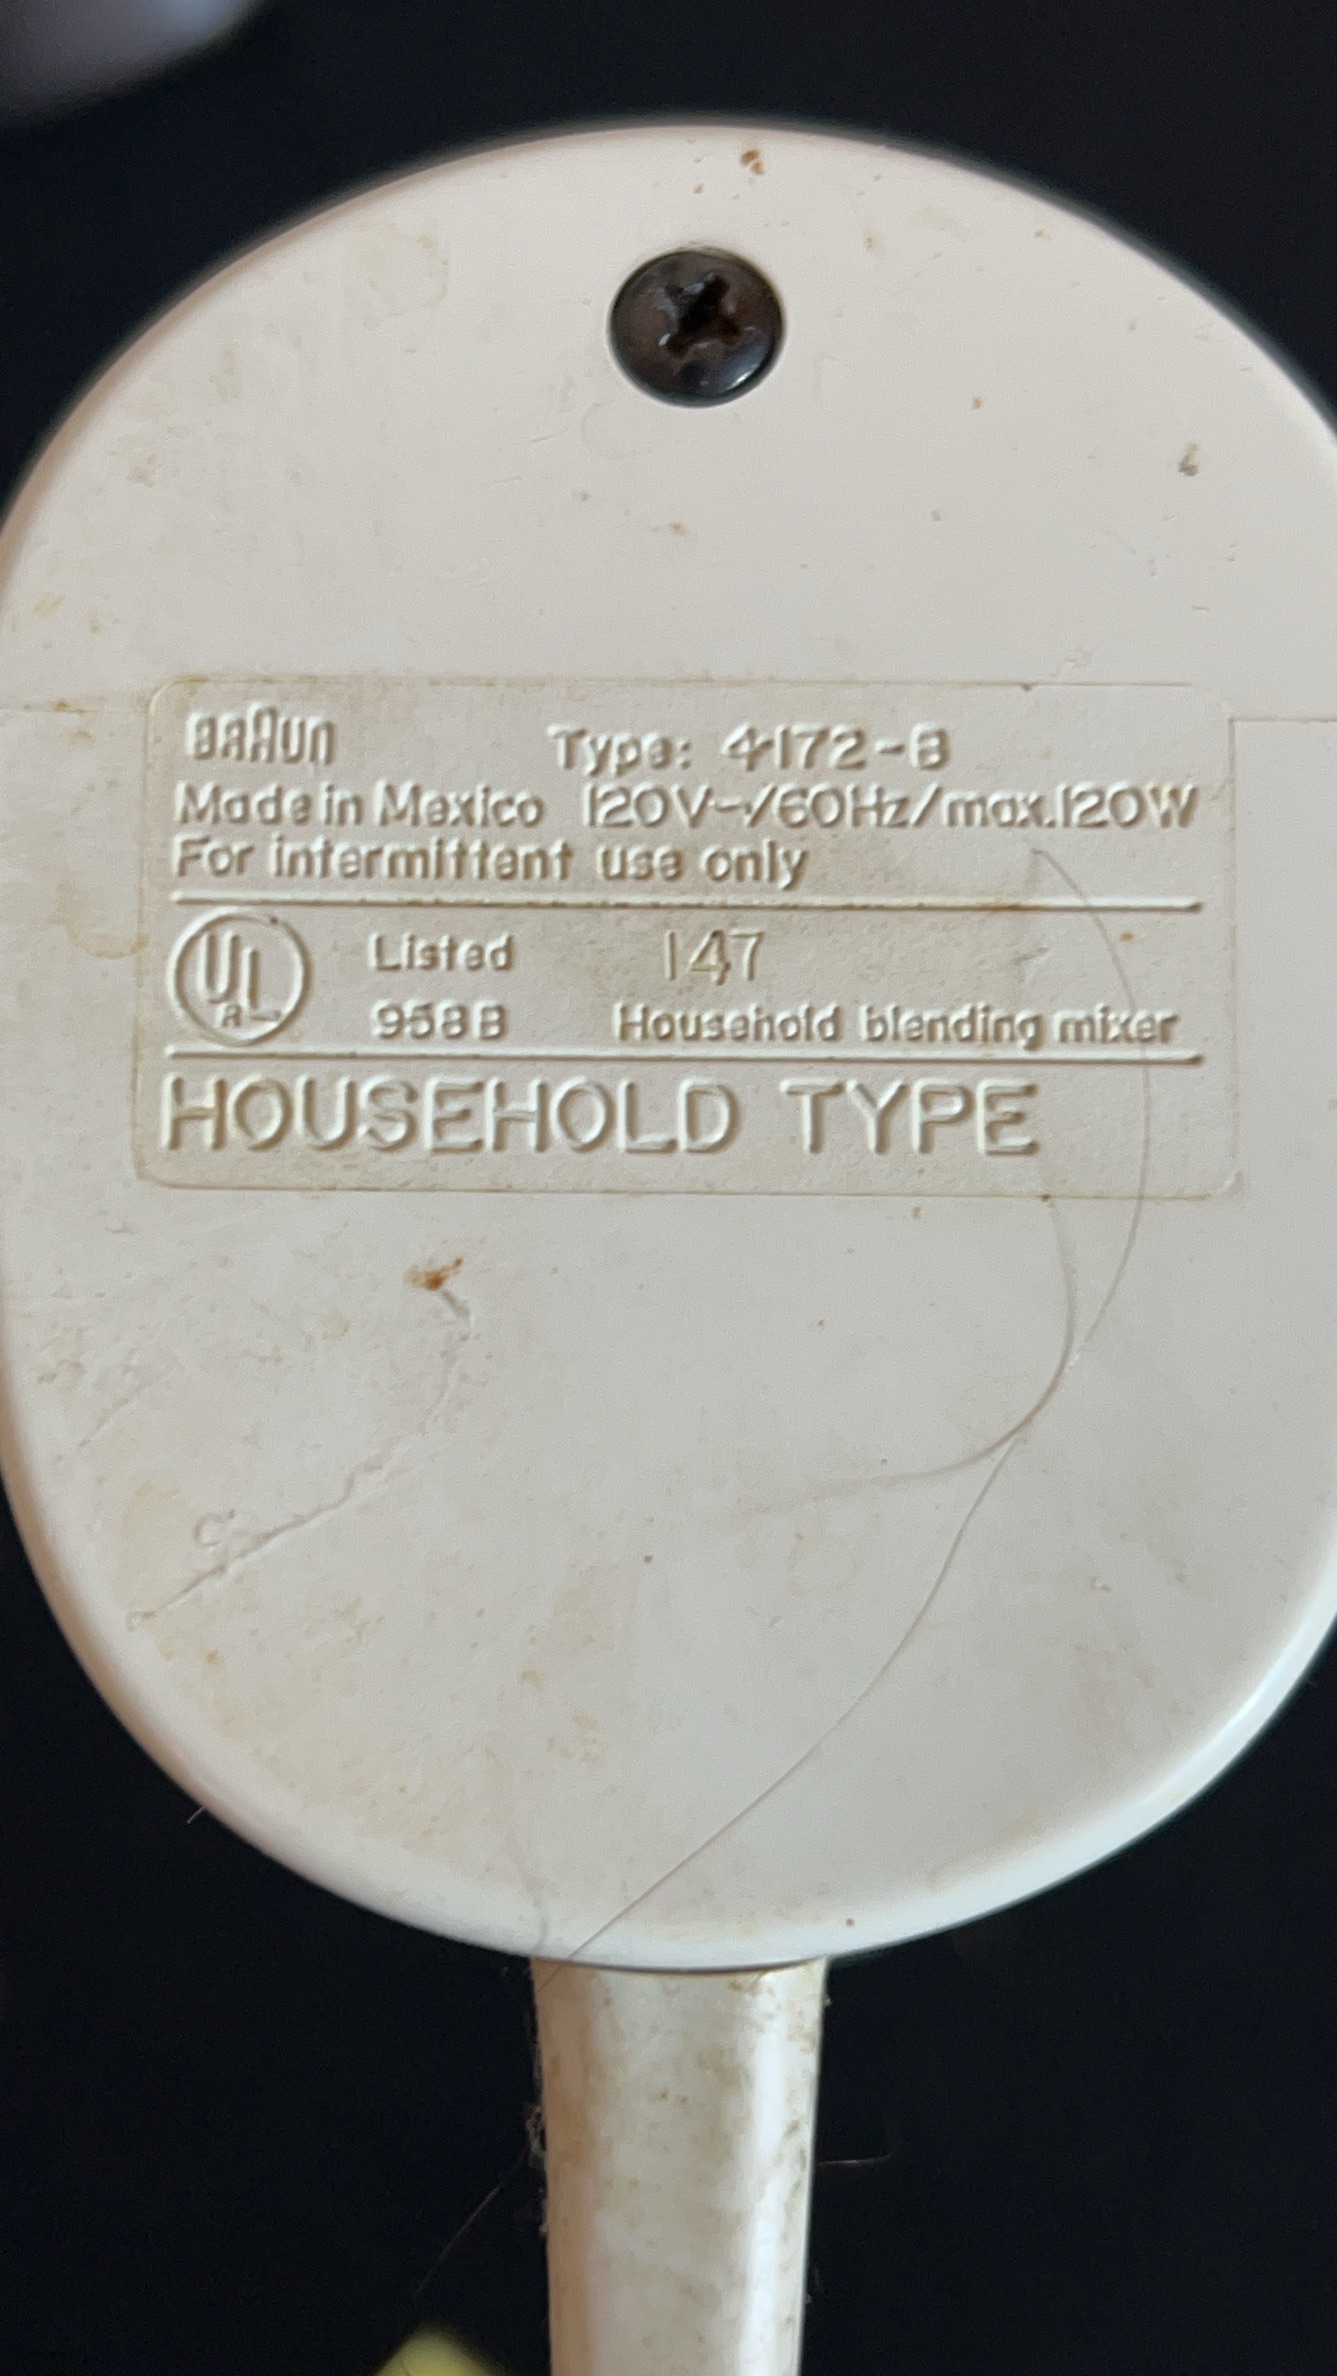 BRAUN Type: 4172-B
Made in Mexico 120V~/60Hz/max.120W
For intermittent use only
UL R Listed 147
958B Household blending mixer
HOUSEHOLD TYPE